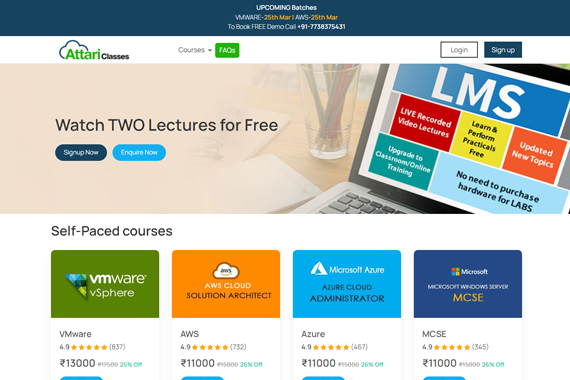 UPCOMING Batches
VMWARE-25th Mar | AWS-25th Mar
To Book FREE Demo Call +91-7738375431
Attari Classes
Courses
FAQs
Login
Sign up
Watch TWO Lectures for Free
Signup Now
Enquire Now
LMS
LIVE Recorded
Video Lectures
Learn &
Perform
Practicals
Free
Updated
New Topics
Upgrade to
Classroom/Online
Training
No need to purchase
hardware for LABS
Self-Paced courses
vmware
vSphere
aws
AWS CLOUD
SOLUTION ARCHITECT
Microsoft Azure
AZURE CLOUD
ADMINISTRATOR
Microsoft
MICROSOFT WINDOWS SERVER
MCSE
VMware
4.9 (837)
₹13000 ₹17500 25% Off
AWS
4.9 (732)
₹11000 ₹15000 26% Off
Azure
4.9 (467)
₹11000 ₹15000 26% Off
MCSE
4.9 (345)
₹11000 ₹15000 26% Off